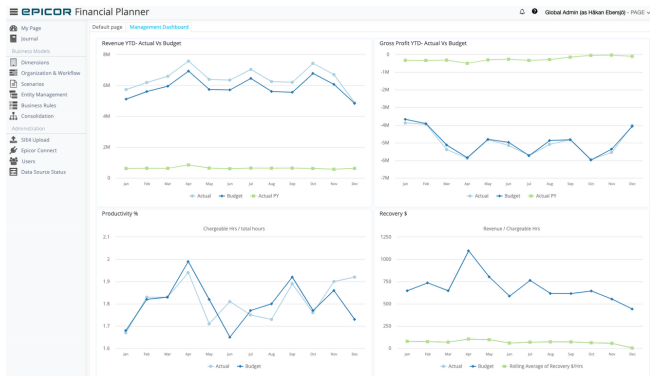 EPICOR Financial Planner
Global Admin (as Håkan Ebersjö) - PAGE
My Page
Journal
Business Models
Dimensions
Organization & Workflow
Scenarios
Entity Management
Business Rules
Consolidation
Administration
SIE4 Upload
Epicor Connect
Users
Data Source Status
Default page Management Dashboard
Revenue YTD- Actual Vs Budget
8M
6M
4M
2M
0
Jan Feb Mar Apr May Jun Jul Aug Sep Oct Nov Dec
Actual Budget Actual PY
Gross Profit YTD- Actual Vs Budget
0
-1M
-2M
-3M
-4M
-5M
-6M
-7M
Jan Feb Mar Apr May Jun Jul Aug Sep Oct Nov Dec
Actual Budget Actual PY
Productivity %
Chargeable Hrs / total hours
2.1
2
1.9
1.8
1.7
1.6
Jan Feb Mar Apr May Jun Jul Aug Sep Oct Nov Dec
Actual Budget
Recovery $
Revenue / Chargeable Hrs
1250
1000
750
500
250
0
Jan Feb Mar Apr May Jun Jul Aug Sep Oct Nov Dec
Actual Budget Rolling Average of Recovery $/Hrs